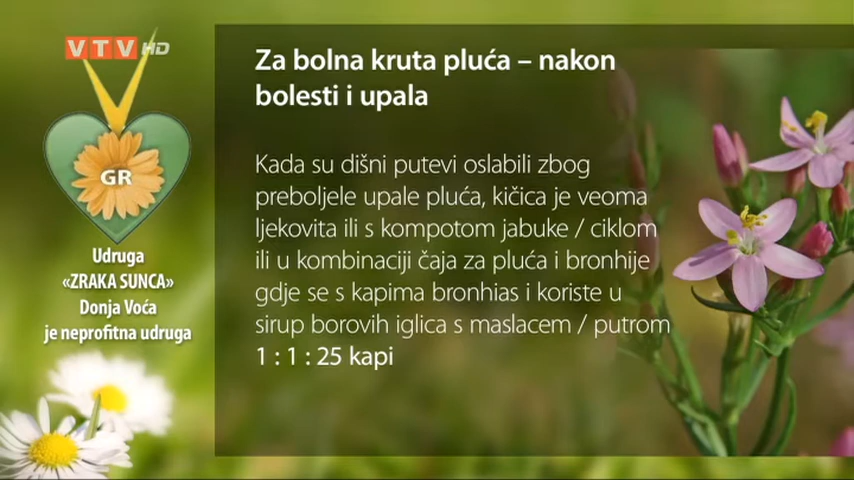 VTV HD
GR
Udruga
«ZRAKA SUNCA»
Donja Voća
je neprofitna udruga
Za bolna kruta pluća – nakon
bolesti i upala
Kada su dišni putevi oslabili zbog
preboljele upale pluća, kičica je veoma
ljekovita ili s kompotom jabuke / ciklom
ili u kombinaciji čaja za pluća i bronhije
gdje se s kapima bronhias i koriste u
sirup borovih iglica s maslacem / putrom
1 : 1 : 25 kapi